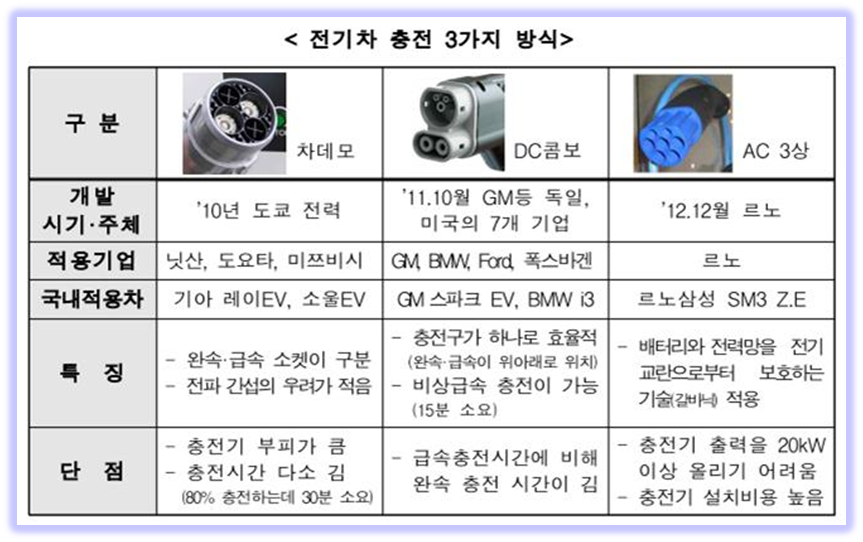 < 전기차 충전 3가지 방식>
구 분
차데모
DC콤보
AC 3상
개발
시기·주체
'10년 도쿄 전력
'11.10월 GM등 독일,
미국의 7개 기업
'12.12월 르노
적용기업
닛산, 도요타, 미쯔비시
GM, BMW, Ford, 폭스바겐
르노
국내적용차
기아 레이EV, 소울EV
GM 스파크 EV, BMW i3
르노삼성 SM3 Z.E
특 징
- 완속·급속 소켓이 구분
- 전파 간섭의 우려가 적음
- 충전구가 하나로 효율적
(완속·급속이 위아래로 위치)
- 비상급속 충전이 가능
(15분 소요)
- 배터리와 전력망을 전기
교란으로부터 보호하는
기술(갈바닉) 적용
단 점
- 충전기 부피가 큼
- 충전시간 다소 김
(80% 충전하는데 30분 소요)
- 급속충전시간에 비해
완속 충전 시간이 김
- 충전기 출력을 20kW
이상 올리기 어려움
- 충전기 설치비용 높음